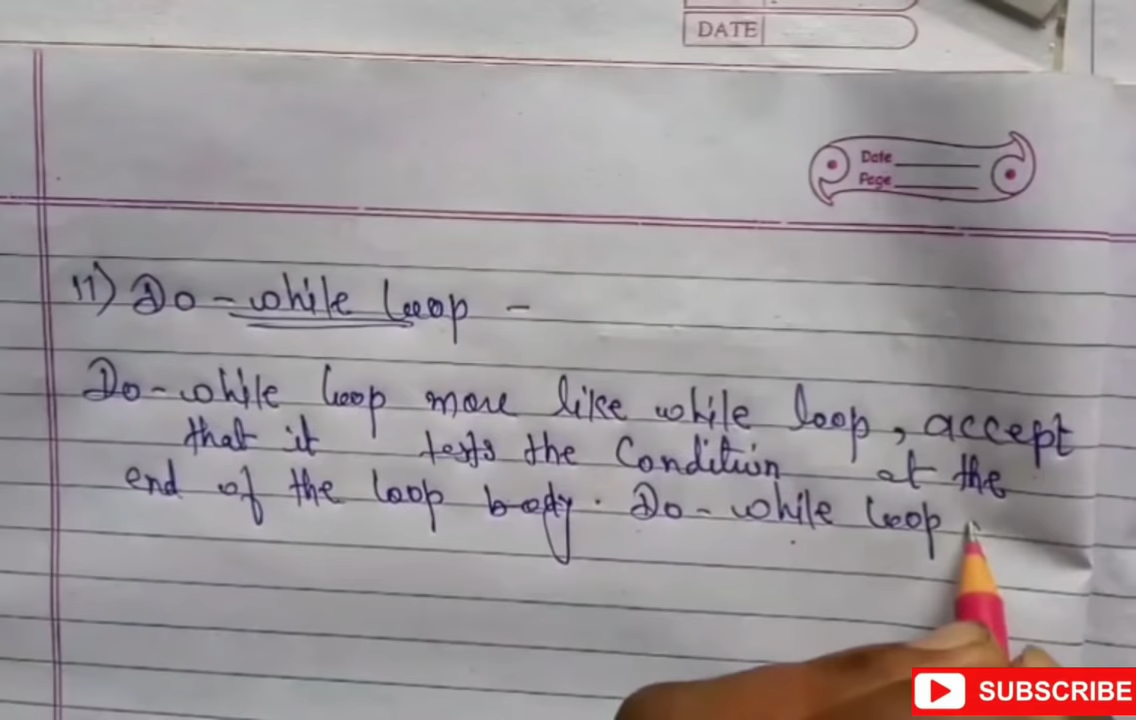 DATE
Date
Page
11) Do - while loop -
Do-while loop more like while loop, accept
that it tests the Condition at the
end of the loop body. Do - while loop
SUBSCRIBE